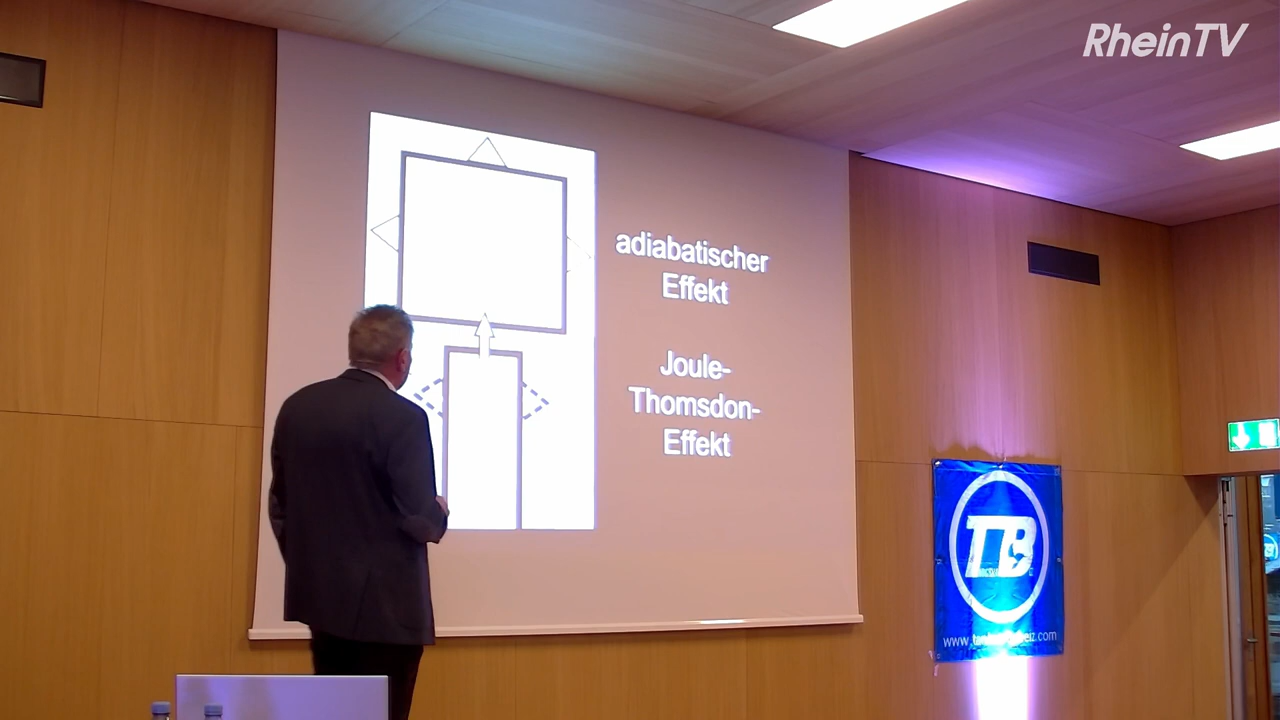 RheinTV
adiabatischer
Effekt
Joule-
Thomsdon-
Effekt
TB